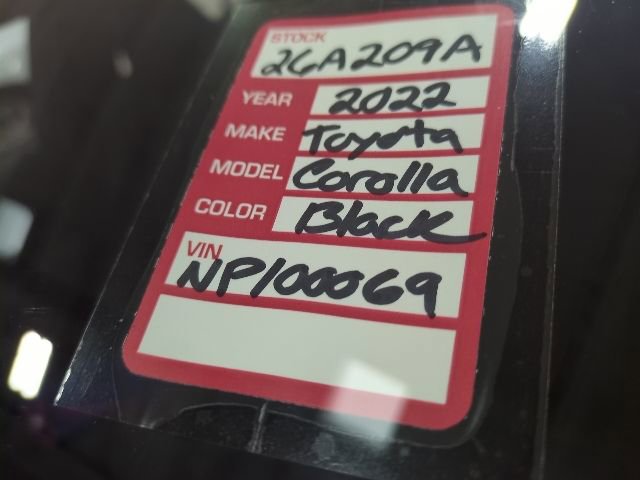 STOCK
26A209A
YEAR 2022
MAKE Toyota
MODEL Corolla
COLOR Black
VIN
NP100069